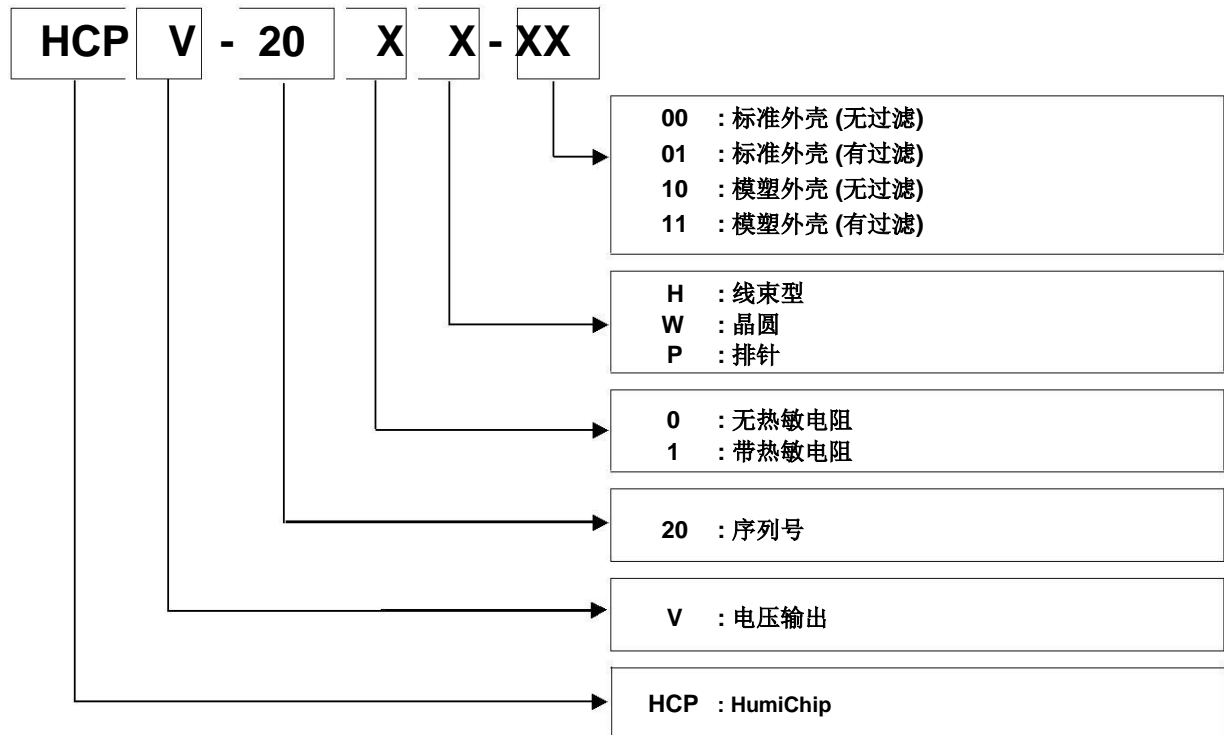 HCP V - 20 X X - XX
00 : 标准外壳 (无过滤)
01 : 标准外壳 (有过滤)
10 : 模塑外壳 (无过滤)
11 : 模塑外壳 (有过滤)
H : 线束型
W : 晶圆
P : 排针
0 : 无热敏电阻
1 : 带热敏电阻
20 : 序列号
V : 电压输出
HCP : HumiChip